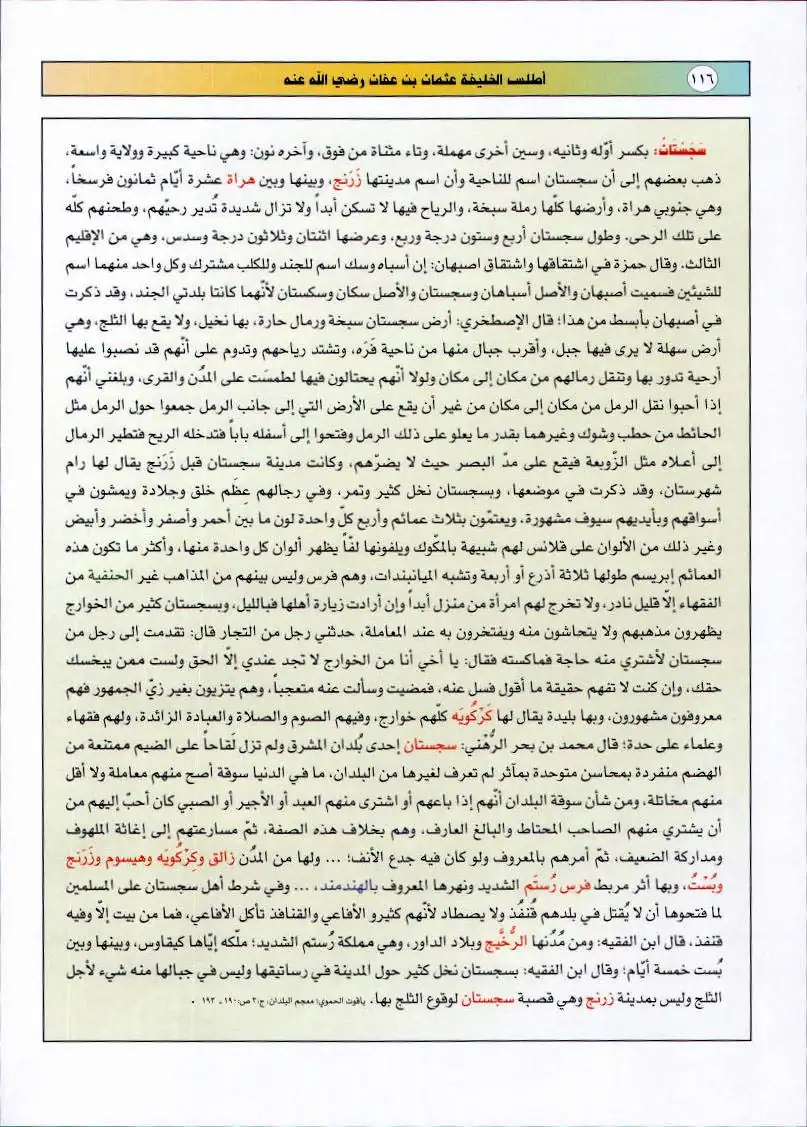 ١١٦
أطلس الخليفة عثمان بن عفان رضي الله عنه
سَجِسْتَانُ: بكسر أوّله وثانيه، وسين أخرى مهملة، وتاء مثناة من فوق، وآخره نون: وهي ناحية كبيرة وولاية واسعة،
ذهب بعضهم إلى أن سجستان اسم للناحية وأن اسم مدينتها زَرَنج، وبينها وبين هراة عشرة أيّام ثمانون فرسخاً،
وهي جنوبي هراة، وأرضها كلّها رملة سبخة، والرياح فيها لا تسكن أبداً ولا تزال شديدة تُدير رحيّهم، وطحنهم كلّه
على تلك الرحى. وطول سجستان أربع وستون درجة وربع، وعرضها اثنتان وثلاثون درجة وسدس، وهي من الإقليم
الثالث. وقال حمزة في اشتقاقها واشتقاق اصبهان: إن أسباه وسك اسم للجند وللكلب مشترك وكل واحد منهما اسم
للشيئين فسميت أصبهان والأصل أسباهان وسجستان والأصل سكان وسكستان لأنّهما كانتا بلدتي الجند، وقد ذكرت
في أصبهان بأبسط من هذا؛ قال الإصطخري: أرض سجستان سبخة ورمال حارة، بها نخيل، ولا يقع بها الثلج، وهي
أرض سهلة لا يرى فيها جبل، وأقرب جبال منها من ناحية فَرَه، وتشتد رياحهم وتدوم على أنّهم قد نصبوا عليها
أرحية تدور بها وتنقل رمالهم من مكان إلى مكان ولولا أنّهم يحتالون فيها لطمسَت على المدُن والقرى، وبلغني أنّهم
إذا أحبوا نقل الرمل من مكان إلى مكان من غير أن يقع على الأرض التي إلى جانب الرمل جمعوا حول الرمل مثل
الحائط من حطب وشوك وغيرهما بقدر ما يعلو على ذلك الرمل وفتحوا إلى أسفله باباً فتدخله الريح فتطير الرمال
إلى أعلاه مثل الزّوبعة فيقع على مدّ البصر حيث لا يضرّهم، وكانت مدينة سجستان قبل زَرَنج يقال لها رام
شهرستان، وقد ذكرت في موضعها، وبسجستان نخل كثير وتمر، وفي رجالهم عِظَم خلق وجلادة ويمشون في
أسواقهم وبأيديهم سيوف مشهورة، ويعتمّون بثلاث عمائم وأربع كلّ واحدة لون ما بين أحمر وأصفر وأخضر وأبيض
وغير ذلك من الألوان على قلانس لهم شبيهة بالمكّوك ويلفونها لفّاً يظهر ألوان كل واحدة منها، وأكثر ما تكون هذه
العمائم إبريسم طولها ثلاثة أذرع أو أربعة وتشبه الميانبندات، وهم فرس وليس بينهم من المذاهب غير الحنفية من
الفقهاء إلّا قليل نادر، ولا تخرج لهم امرأة من منزل أبداً وإن أرادت زيارة أهلها فبالليل، وبسجستان كثير من الخوارج
يظهرون مذهبهم ولا يتحاشون منه ويفتخرون به عند المعاملة، حدثني رجل من التجار قال: تقدمت إلى رجل من
سجستان لأشتري منه حاجة فماكسته فقال: يا أخي أنا من الخوارج لا تجد عندي إلّا الحق ولست ممن يبخسك
حقك، وإن كنت لا تفهم حقيقة ما أقول فسل عنه، فمضيت وسألت عنه متعجباً، وهم يتزيون بغير زيّ الجمهور فهم
معروفون مشهورون، وبها بليدة يقال لها كَرْكُويَه كلّهم خوارج، وفيهم الصوم والصلاة والعبادة الزائدة، ولهم فقهاء
وعلماء على حدة؛ قال محمد بن بحر الرُّهْني: سجستان إحدى بُلدان المشرق ولم تزل لَقاحاً على الضيم ممتنعة من
الهضم منفردة بمحاسن متوحدة بمآثر لم تعرف لغيرها من البلدان، ما في الدنيا سوقة أصح منهم معاملة ولا أقل
منهم مخاتلة، ومن شأن سوقة البلدان أنّهم إذا باعهم أو اشترى منهم العبد أو الأجير أو الصبي كان أحبّ إليهم من
أن يشتري منهم الصاحب المحتاط والبالغ العارف، وهم بخلاف هذه الصفة، ثمّ مسارعتهم إلى إغاثة الملهوف
ومداركة الضعيف، ثمّ أمرهم بالمعروف ولو كان فيه جدع الأنف؛ ... ولها من المدُن زالق وكِرْكُويَه وهيسوم وزَرَنج
وبُسْتُ، وبها أثر مربط فرس رُستَم الشديد ونهرها المعروف بالهندمند، ... وفي شرط أهل سجستان على المسلمين
لما فتحوها أن لا يُقتل في بلدهم قُنفُذ ولا يصطاد لأنّهم كثيرو الأفاعي والقنافذ تأكل الأفاعي، فما من بيت إلّا وفيه
قنفذ، قال ابن الفقيه: ومن مُدُنها الرُّخَّيج وبلاد الداور، وهي مملكة رُستم الشديد؛ ملّكه إيّاها كيقاوس، وبينها وبين
بُست خمسة أيّام؛ وقال ابن الفقيه: بسجستان نخل كثير حول المدينة في رساتيقها وليس في جبالها منه شيء لأجل
الثلج وليس بمدينة زرنج وهي قصبة سجستان لوقوع الثلج بها. ياقوت الحموي؛ معجم البلدان: ج:٣ ص:١٩٠ - ١٩٢ .